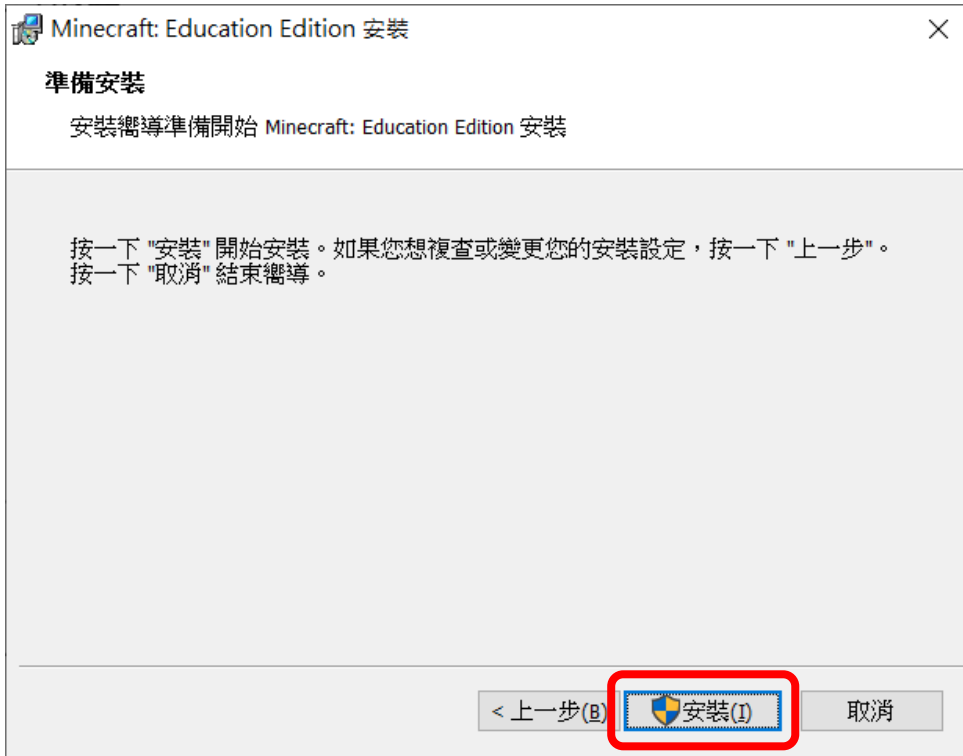 Minecraft: Education Edition 安裝
準備安裝
安裝嚮導準備開始 Minecraft: Education Edition 安裝
按一下 "安裝" 開始安裝。如果您想複查或變更您的安裝設定，按一下 "上一步"。
按一下 "取消" 結束嚮導。
< 上一步(B) 安裝(I) 取消